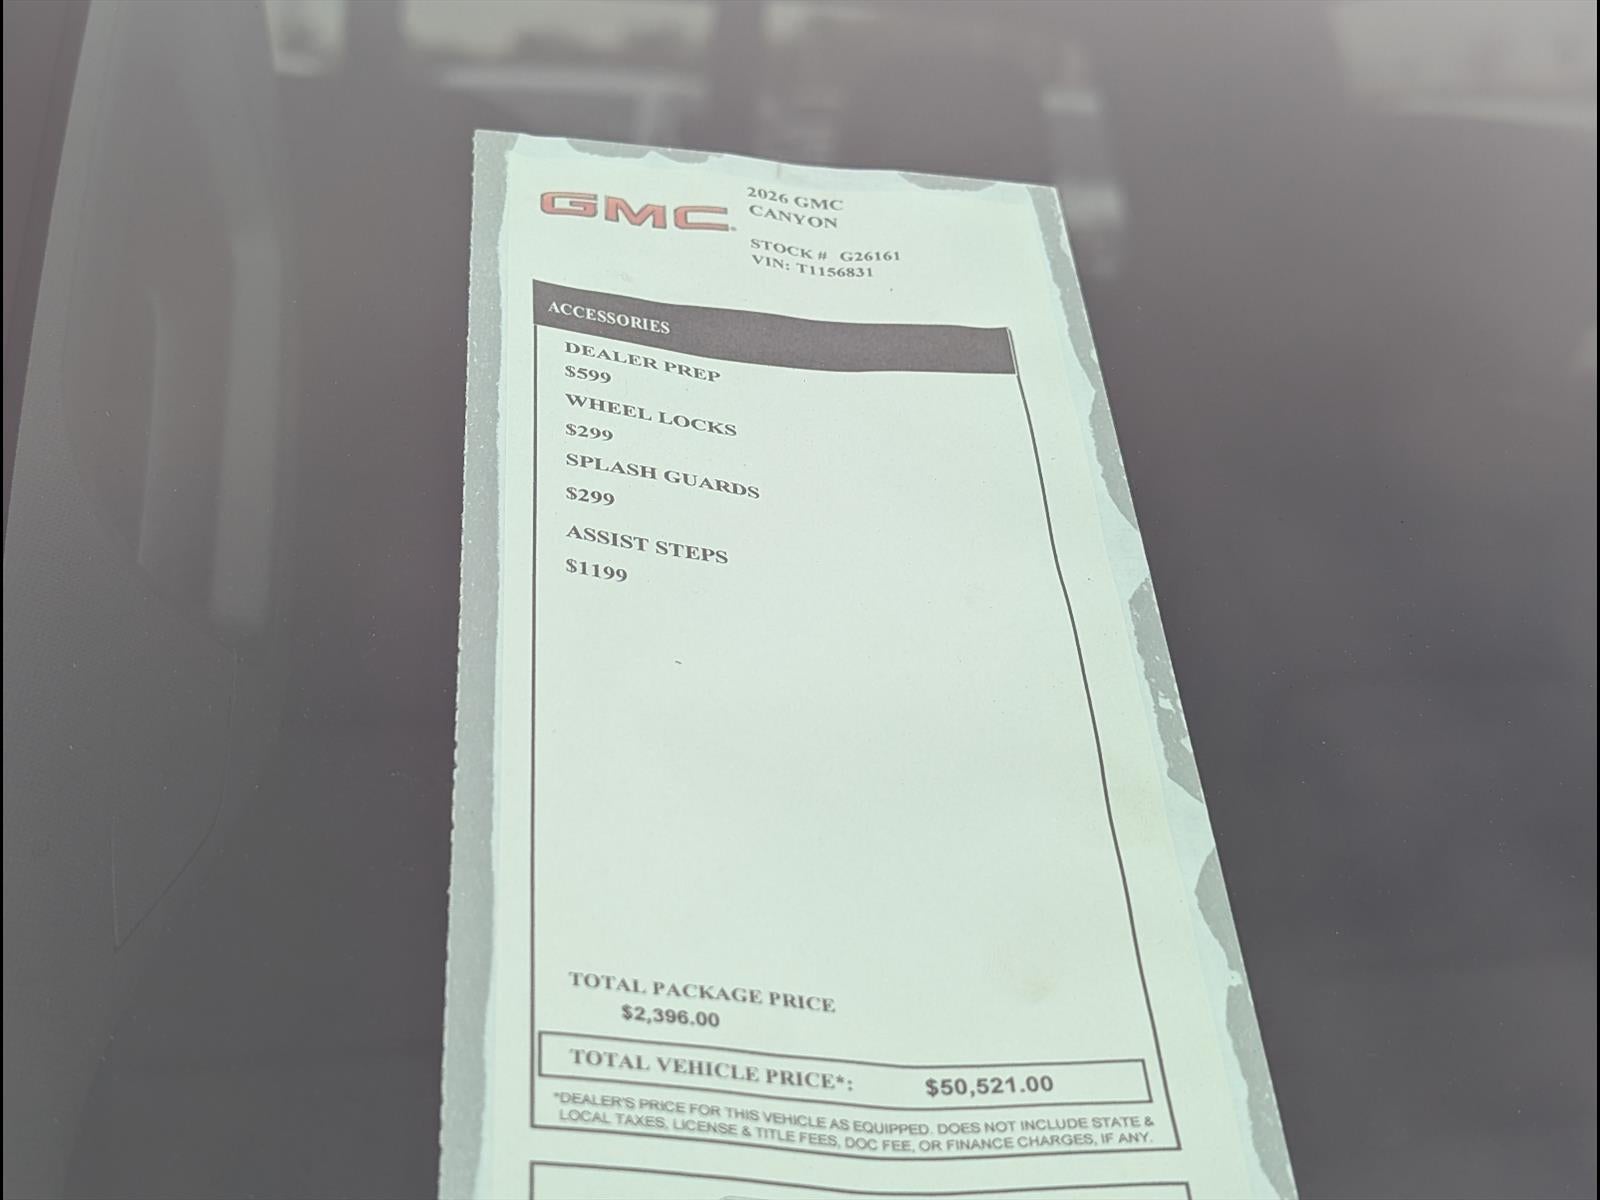 GMC
2026 GMC
CANYON
STOCK # G26161
VIN: T1156831
ACCESSORIES
DEALER PREP
$599
WHEEL LOCKS
$299
SPLASH GUARDS
$299
ASSIST STEPS
$1199
TOTAL PACKAGE PRICE
$2,396.00
TOTAL VEHICLE PRICE*: $50,521.00
*DEALER'S PRICE FOR THIS VEHICLE AS EQUIPPED. DOES NOT INCLUDE STATE &
LOCAL TAXES, LICENSE & TITLE FEES, DOC FEE, OR FINANCE CHARGES, IF ANY.